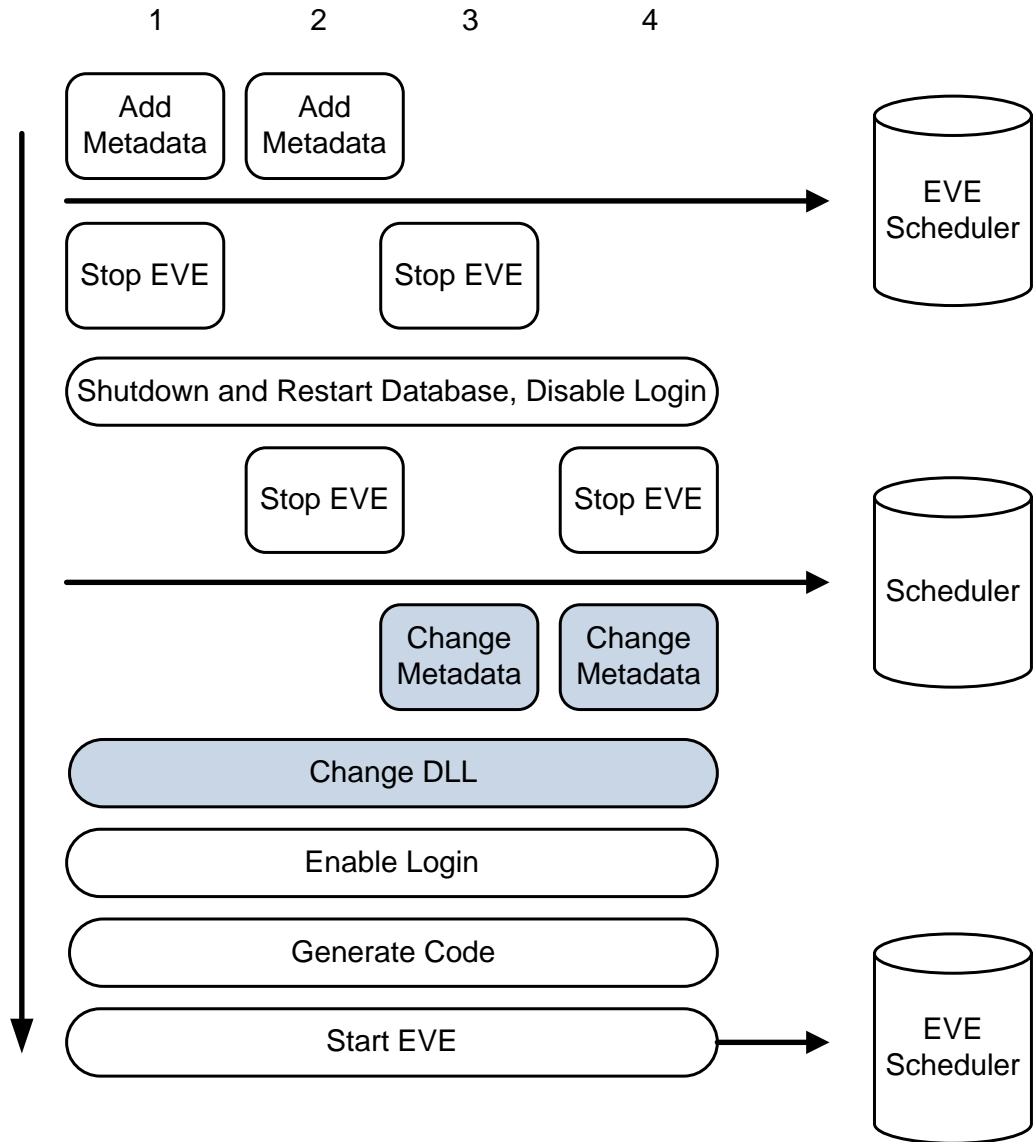 1 2 3 4
Add
Metadata
Add
Metadata
EVE
Scheduler
Stop EVE
Stop EVE
Shutdown and Restart Database, Disable Login
Stop EVE
Stop EVE
Scheduler
Change
Metadata
Change
Metadata
Change DLL
Enable Login
Generate Code
Start EVE
EVE
Scheduler